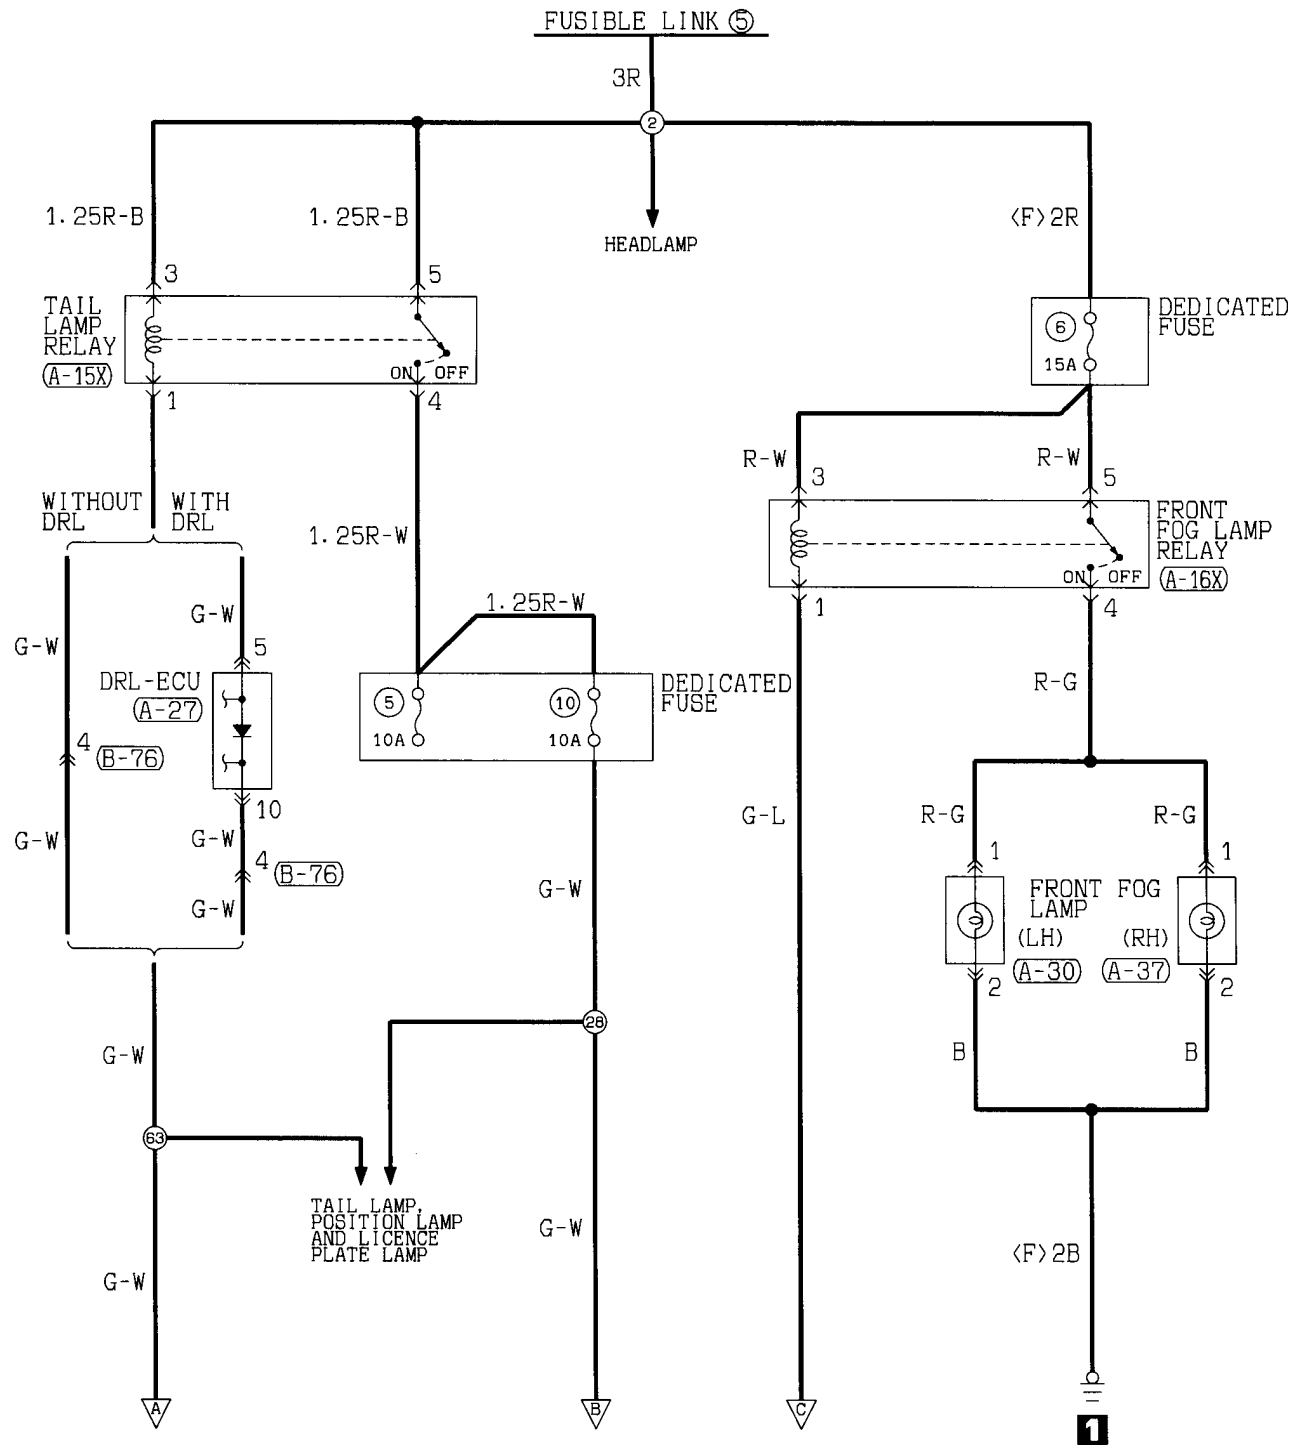 FUSIBLE LINK ⑤
3R
2
1.25R-B
1.25R-B
<F>2R
HEADLAMP
3
5
TAIL
LAMP
RELAY
A-15X
ON OFF
1
4
DEDICATED
FUSE
6
15A
R-W
3
R-W
5
WITHOUT
DRL
WITH
DRL
1.25R-W
FRONT
FOG LAMP
RELAY
A-16X
ON OFF
1
4
1.25R-W
G-W
G-W
5
DRL-ECU
A-27
5
10A
10
10A
DEDICATED
FUSE
R-G
4
B-76
10
G-W
G-W
4
B-76
G-W
G-L
R-G
R-G
1
1
G-W
FRONT FOG
LAMP
(LH)
(RH)
A-30
A-37
2
2
28
G-W
B
B
63
TAIL LAMP,
POSITION LAMP
AND LICENCE
PLATE LAMP
G-W
G-W
<F>2B
A
B
C
1